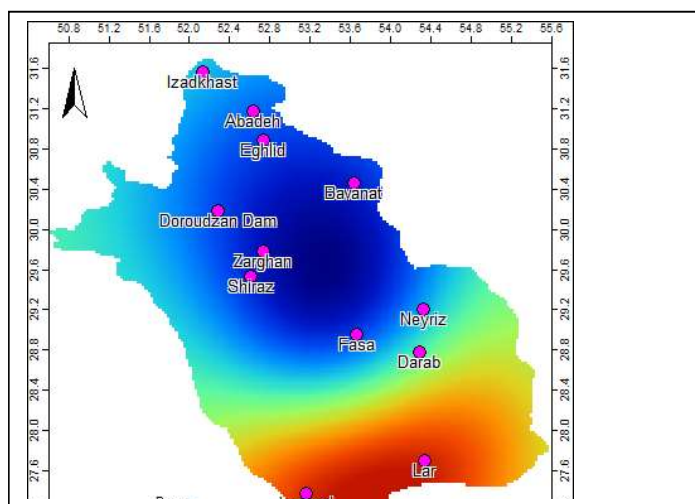 50.8 51.2 51.6 52.0 52.4 52.8 53.2 53.6 54.0 54.4 54.8 55.2 55.6
31.6
Izadkhast
31.2
Abadeh
30.8
Eghlid
30.4
Bavanat
Doroudzan Dam
30.0
Zarghan
29.6
Shiraz
29.2
Neyriz
Fasa
28.8
Darab
28.4
28.0
27.6
Lar